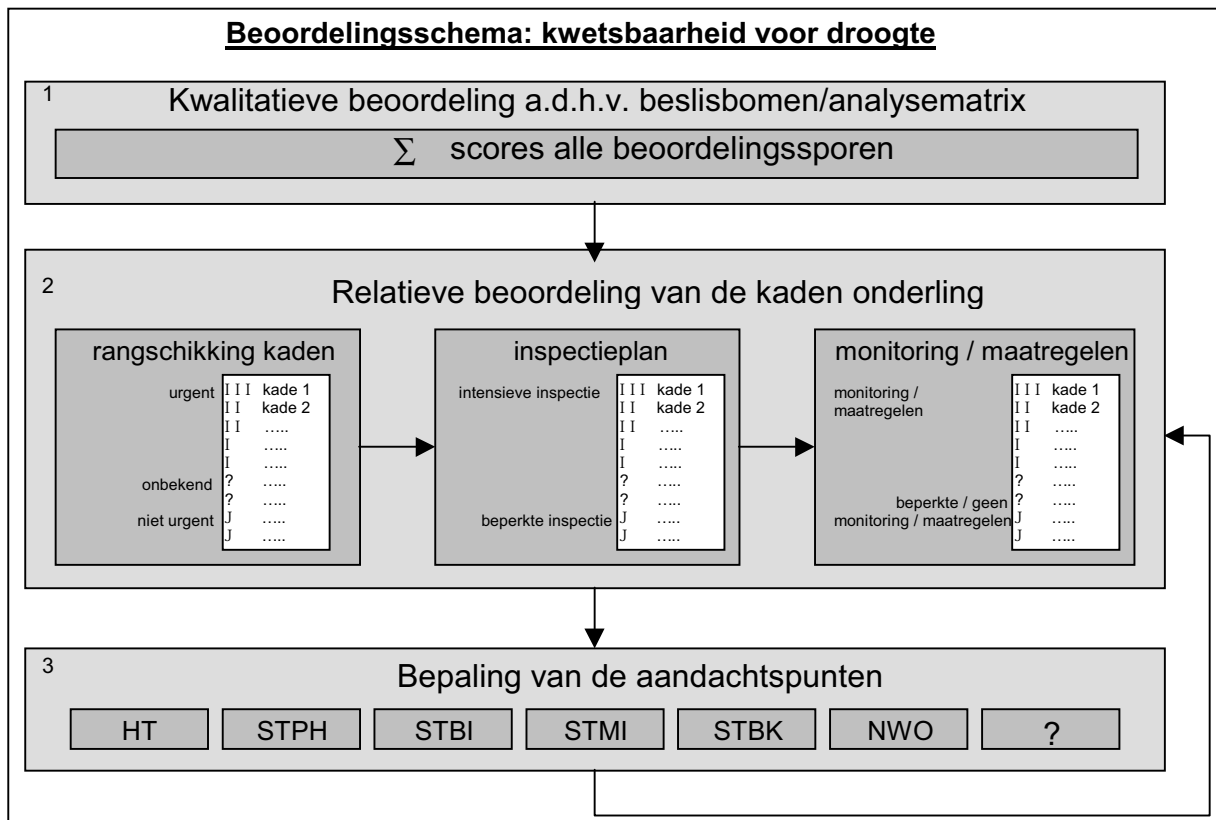 Beoordelingsschema: kwetsbaarheid voor droogte
1
Kwalitatieve beoordeling a.d.h.v. beslisbomen/analysematrix
∑ scores alle beoordelingssporen
2
Relatieve beoordeling van de kaden onderling
rangschikking kaden
urgent
I I I kade 1
I I kade 2
I I …..
I …..
I …..
onbekend
? …..
? …..
niet urgent
J …..
J …..
inspectieplan
intensieve inspectie
I I I kade 1
I I kade 2
I I …..
I …..
I …..
? …..
? …..
beperkte inspectie
J …..
J …..
monitoring / maatregelen
monitoring /
maatregelen
I I I kade 1
I I kade 2
I I …..
I …..
I …..
? …..
? …..
beperkte / geen
monitoring / maatregelen
J …..
J …..
3
Bepaling van de aandachtspunten
HT STPH STBI STMI STBK NWO ?